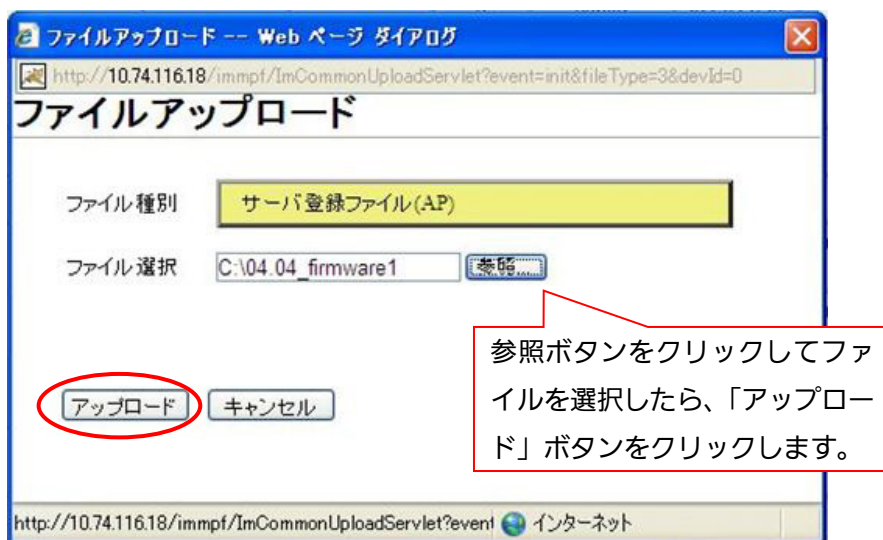 ファイルアップロード -- Web ページ ダイアログ
http://10.74.116.18/immpf/ImCommonUploadServlet?event=init&fileType=3&devId=0
ファイルアップロード
ファイル種別 サーバ登録ファイル(AP)
ファイル選択 C:\04.04_firmware1 参照...
参照ボタンをクリックしてファ
イルを選択したら、「アップロー
ド」ボタンをクリックします。
アップロード キャンセル
http://10.74.116.18/immpf/ImCommonUploadServlet?event インターネット